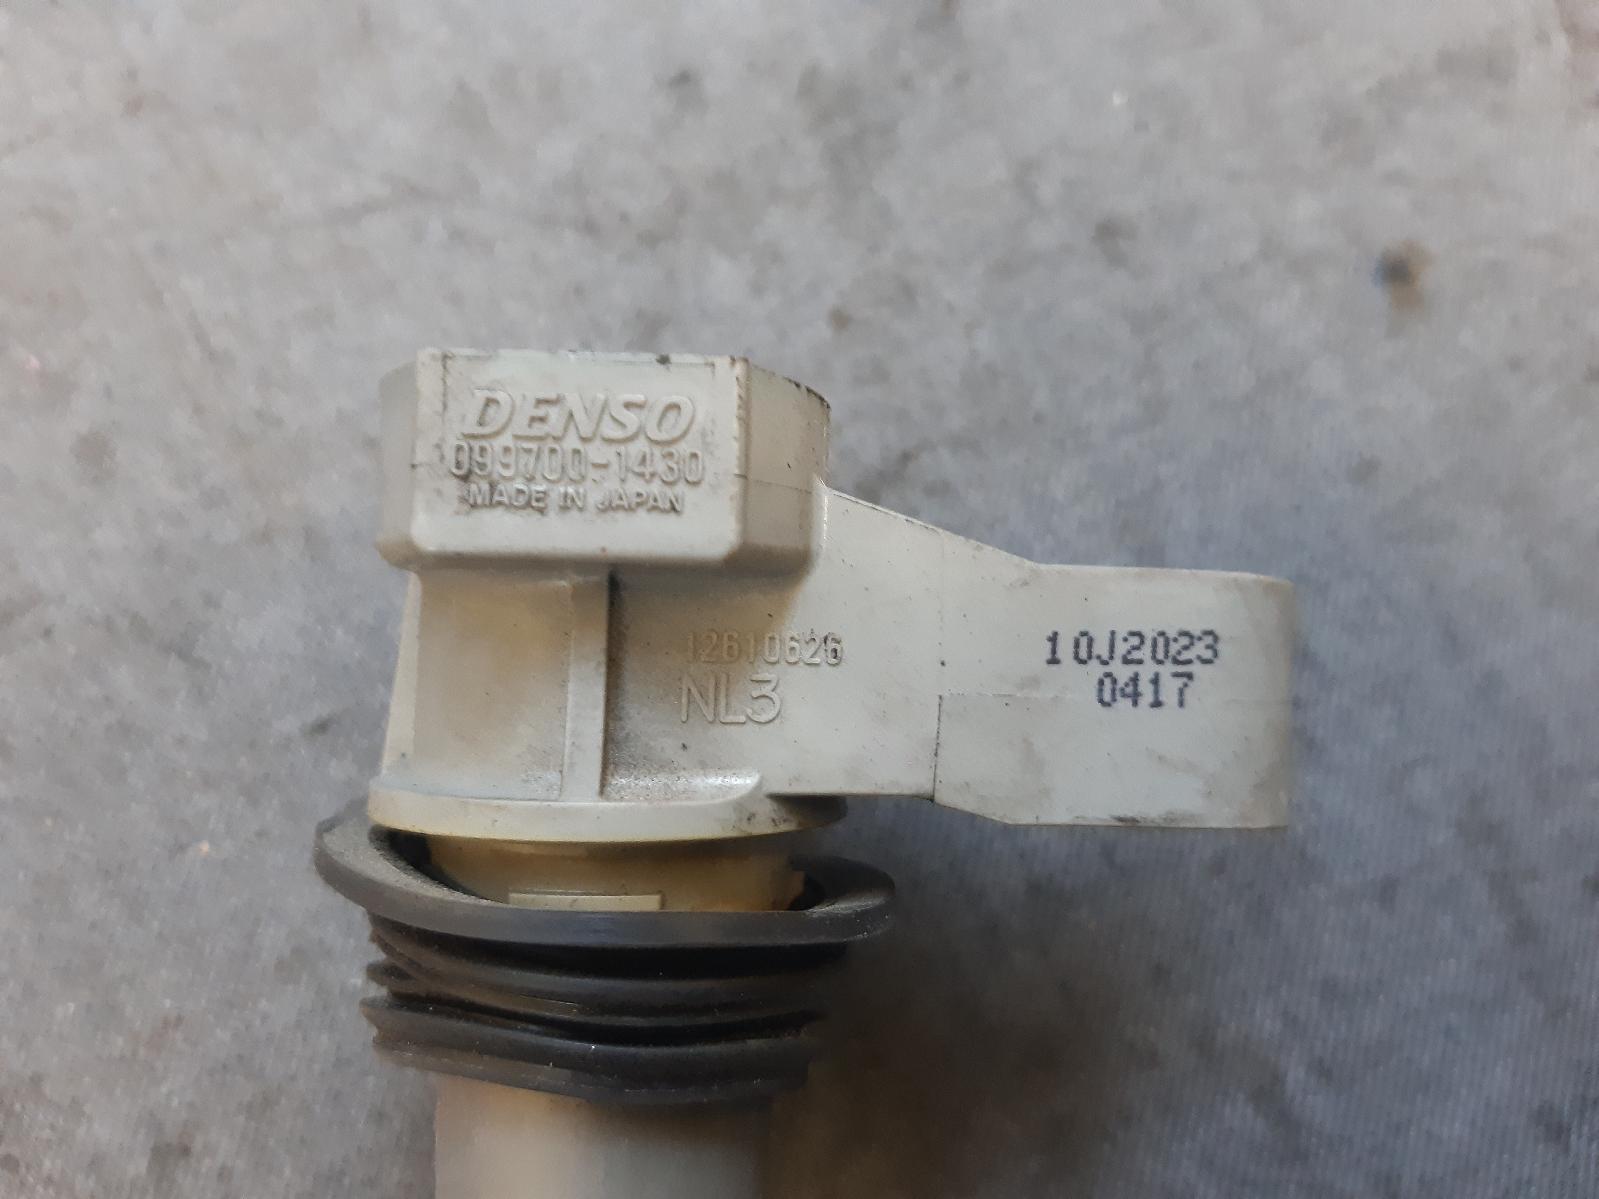 DENSO
099700-1430
MADE IN JAPAN
12610626
NL3
10J2023
0417